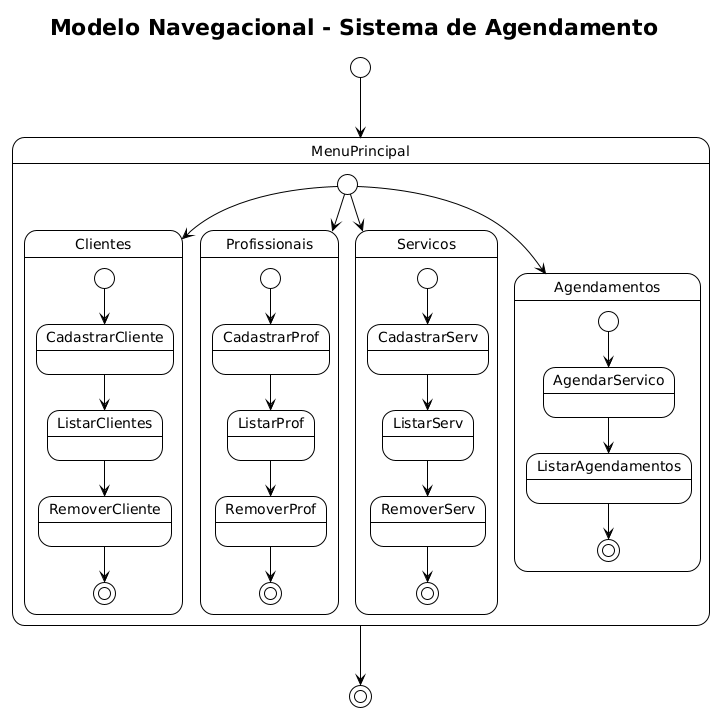 Modelo Navegacional - Sistema de Agendamento
MenuPrincipal
Clientes
CadastrarCliente
ListarClientes
RemoverCliente
Profissionais
CadastrarProf
ListarProf
RemoverProf
Servicos
CadastrarServ
ListarServ
RemoverServ
Agendamentos
AgendarServico
ListarAgendamentos